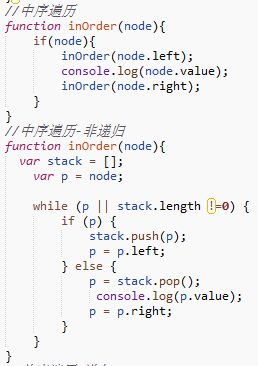 //中序遍历
function inOrder(node){
    if(node){
        inOrder(node.left);
        console.log(node.value);
        inOrder(node.right);
    }
}
//中序遍历-非递归
function inOrder(node){
  var stack = [];
    var p = node;

    while (p || stack.length !=0) {
        if (p) {
            stack.push(p);
            p = p.left;
        } else {
            p = stack.pop();
             console.log(p.value);
            p = p.right;
        }
    }
}